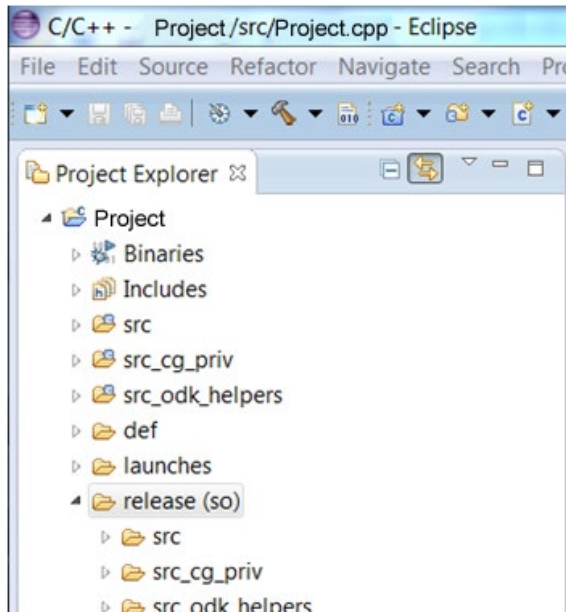 C/C++ - Project/src/Project.cpp - Eclipse
File Edit Source Refactor Navigate Search
Project Explorer
Project
Binaries
Includes
src
src_cg_priv
src_odk_helpers
def
launches
release (so)
src
src_cg_priv
src_odk_helpers